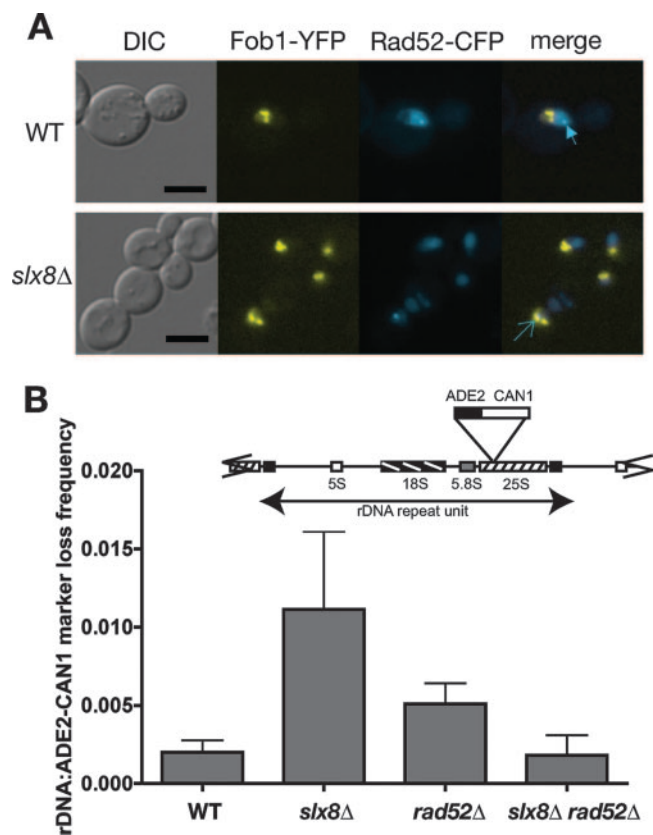 A
DIC Fob1-YFP Rad52-CFP merge
WT
slx8Δ
B
ADE2 CAN1
5S 18S 5.8S 25S
rDNA repeat unit
rDNA:ADE2-CAN1 marker loss frequency
0.020
0.015
0.010
0.005
0.000
WT slx8Δ rad52Δ slx8Δ rad52Δ